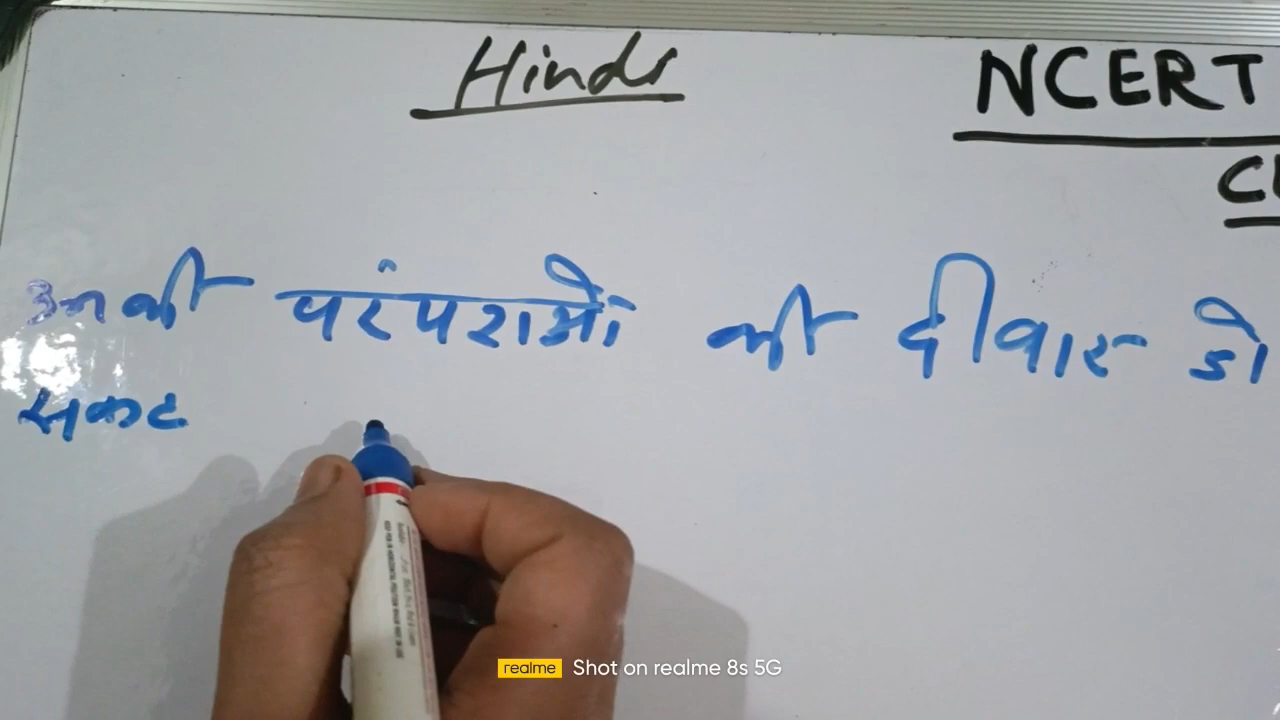 Hindi
NCERT
उनकी परंपराओं की दीवार हो
सकट
realme Shot on realme 8s 5G